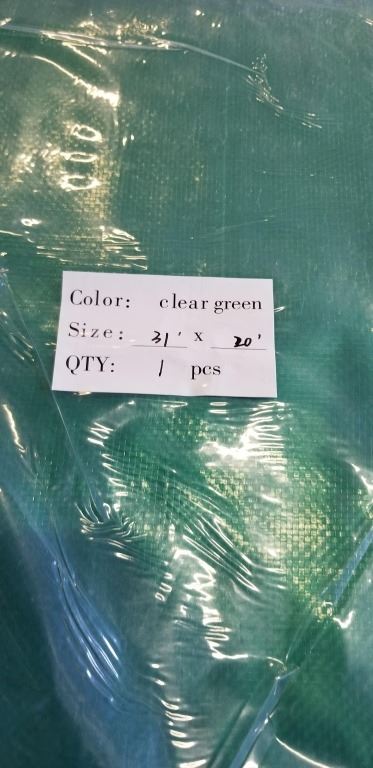 Color: clear green
Size: 31' x 20'
QTY: 1 pcs